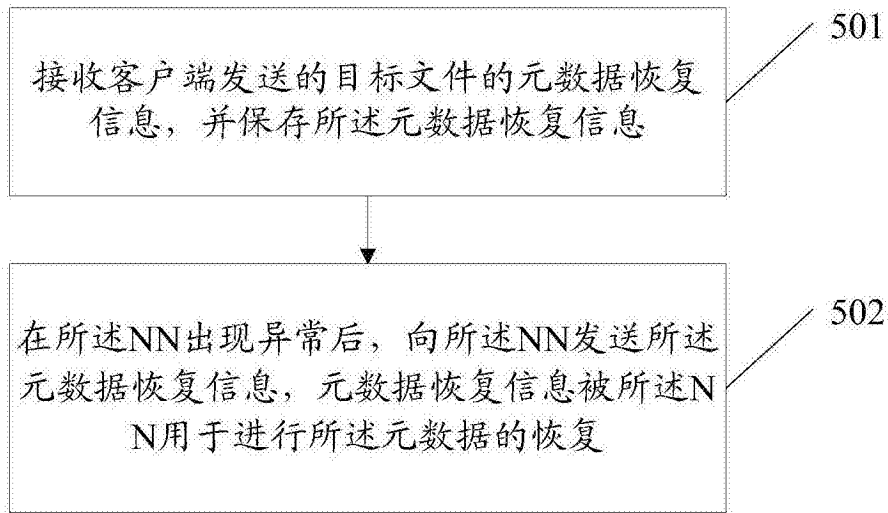 501
接收客户端发送的目标文件的元数据恢复
信息，并保存所述元数据恢复信息
502
在所述NN出现异常后，向所述NN发送所述
元数据恢复信息，元数据恢复信息被所述N
N用于进行所述元数据的恢复